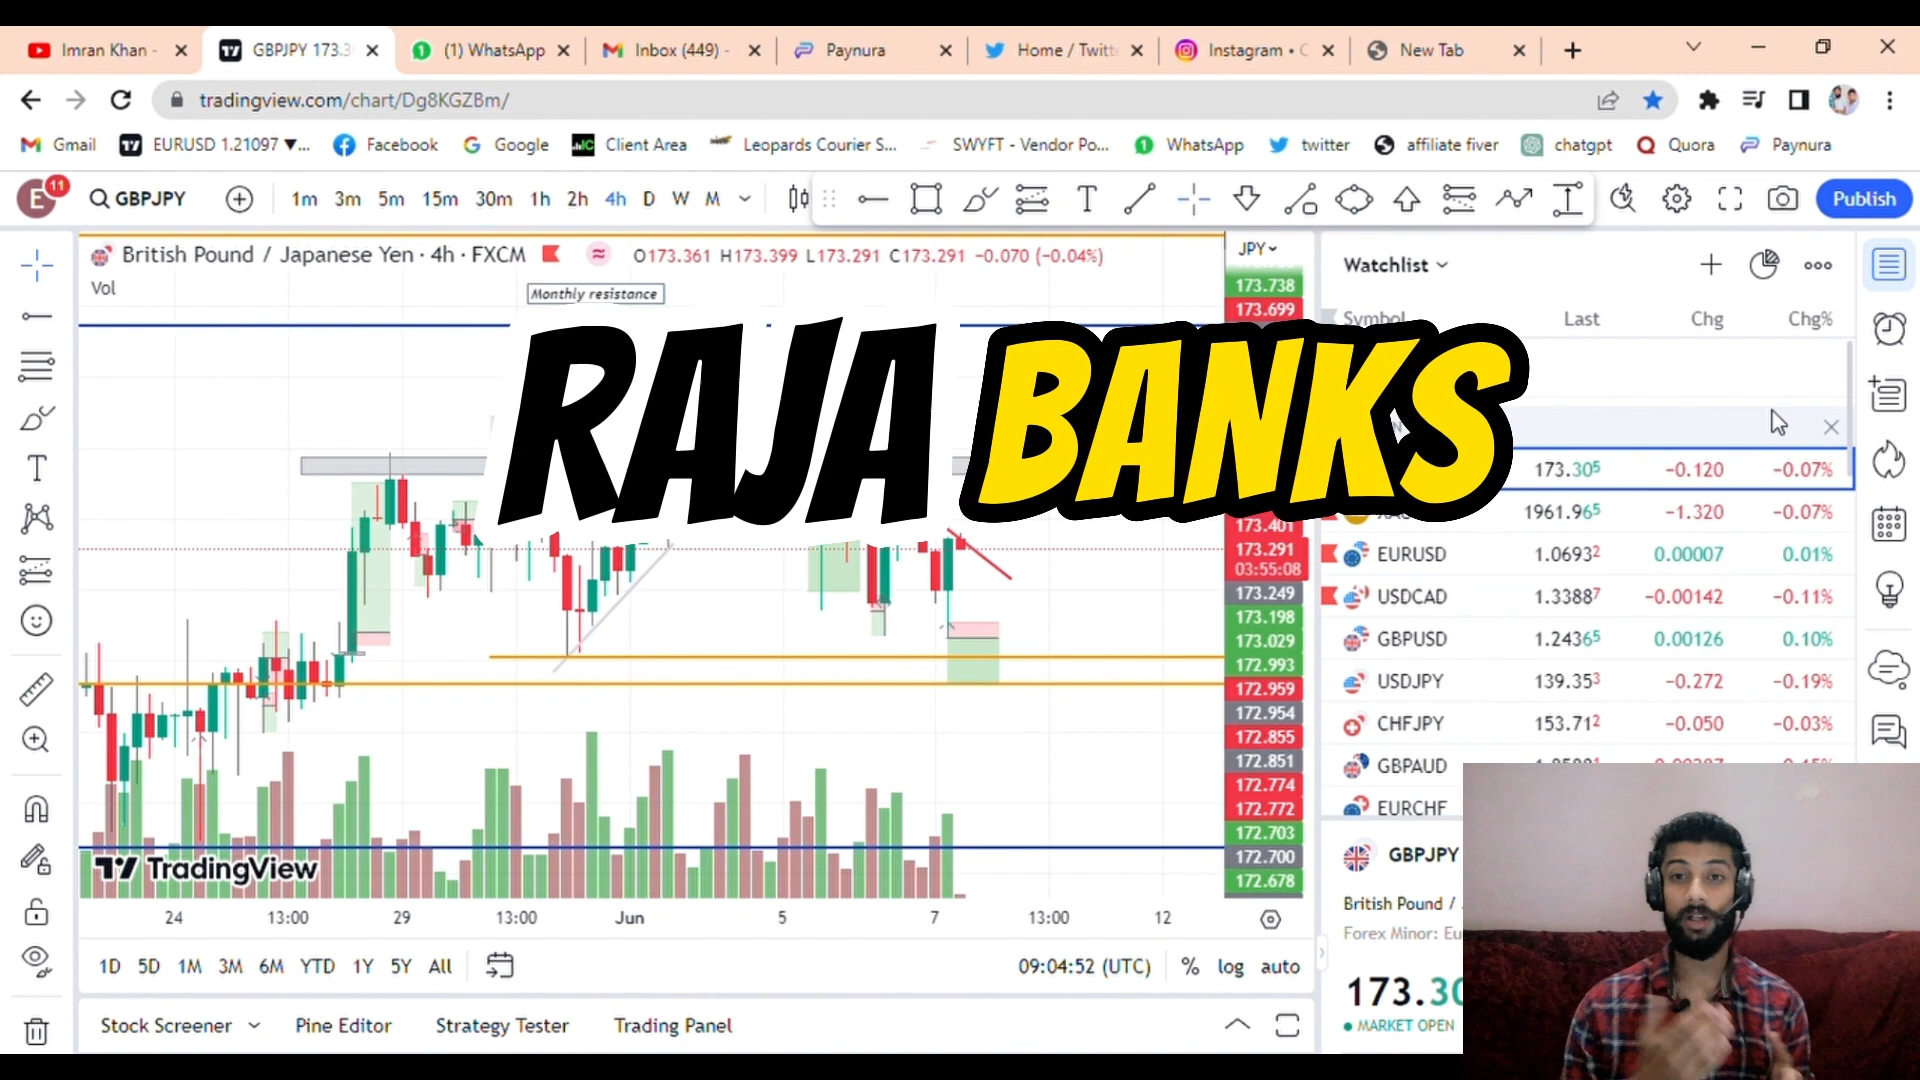 Imran Khan -
GBPJPY 173.3
(1) WhatsApp
Inbox (449) -
Paynura
Home / Twitt
Instagram • C
New Tab
tradingview.com/chart/Dg8KGZBm/
Gmail
EURUSD 1.21097 ▼...
Facebook
Google
Client Area
Leopards Courier S...
SWYFT - Vendor Po...
WhatsApp
twitter
affiliate fiver
chatgpt
Quora
Paynura
E
11
GBPJPY
1m 3m 5m 15m 30m 1h 2h 4h D W M
Publish
British Pound / Japanese Yen · 4h · FXCM
O173.361 H173.399 L173.291 C173.291 −0.070 (−0.04%)
Vol
Monthly resistance
RAJA BANKS
JPY
173.738
173.699
173.401
173.291
03:55:08
173.249
173.198
173.029
172.993
172.959
172.954
172.855
172.851
172.774
172.772
172.703
172.700
172.678
TradingView
24 13:00 29 13:00 Jun 5 7 13:00 12
1D 5D 1M 3M 6M YTD 1Y 5Y All
09:04:52 (UTC) % log auto
Stock Screener
Pine Editor
Strategy Tester
Trading Panel
Watchlist
Symbol Last Chg Chg%
173.305 −0.120 −0.07%
1961.965 −1.320 −0.07%
EURUSD 1.06932 0.00007 0.01%
USDCAD 1.33887 −0.00142 −0.11%
GBPUSD 1.24365 0.00126 0.10%
USDJPY 139.353 −0.272 −0.19%
CHFJPY 153.712 −0.050 −0.03%
GBPAUD
EURCHF
GBPJPY
British Pound /
Forex Minor: Eu
173.30
MARKET OPEN